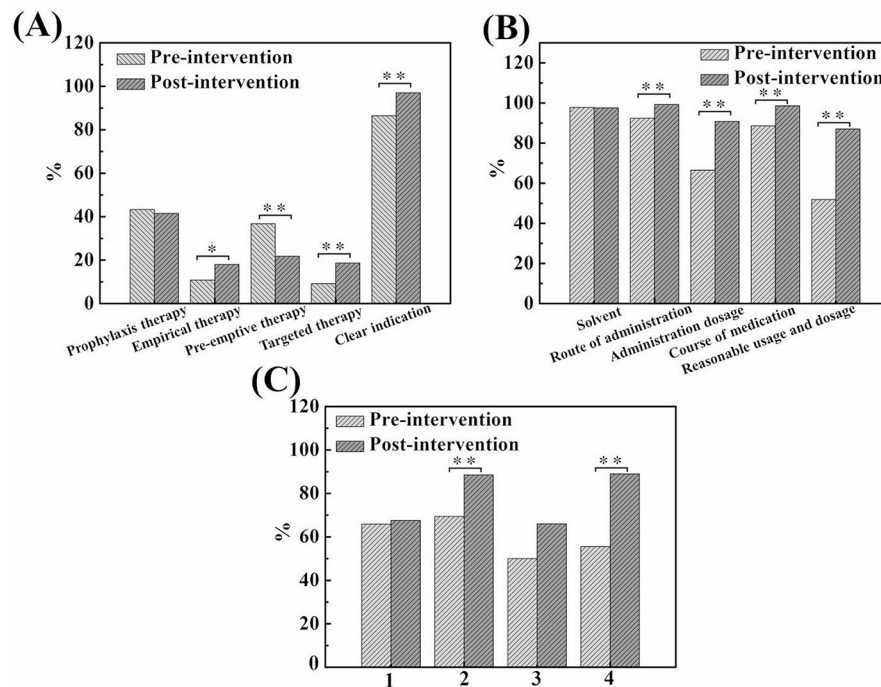 (A)
120
100
80
60
40
20
0
%
Pre-intervention
Post-intervention
*
**
**
**
Prophylaxis therapy
Empirical therapy
Pre-emptive therapy
Targeted therapy
Clear indication
(B)
120
100
80
60
40
20
0
%
Pre-intervention
Post-intervention
**
**
**
**
Solvent
Route of administration
Administration dosage
Course of medication
Reasonable usage and dosage
(C)
120
100
80
60
40
20
0
%
Pre-intervention
Post-intervention
**
**
1 2 3 4